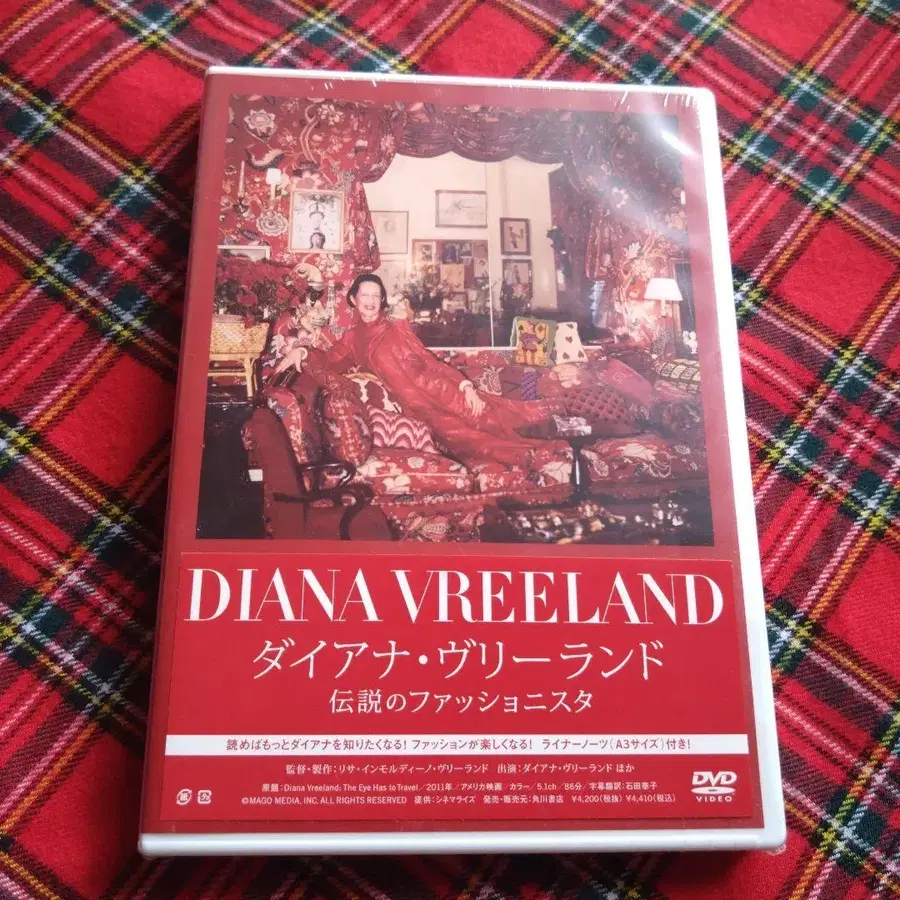 DIANA VREELAND
ダイアナ・ヴリーランド
伝説のファッショニスタ
読めばもっとダイアナを知りたくなる! ファッションが楽しくなる! ライナーノーツ(A3サイズ)付き!
監督・製作:リサ・インモルディーノ・ヴリーランド 出演:ダイアナ・ヴリーランド ほか
原題:Diana Vreeland: The Eye Has to Travel/2011年/アメリカ映画 カラー/5.1ch/86分/字幕翻訳:石田泰子
©MAGO MEDIA, INC. ALL RIGHTS RESERVED 提供:シネマライズ 発売・販売元:角川書店 ¥4,200(税抜) ¥4,410(税込)
DVD
VIDEO